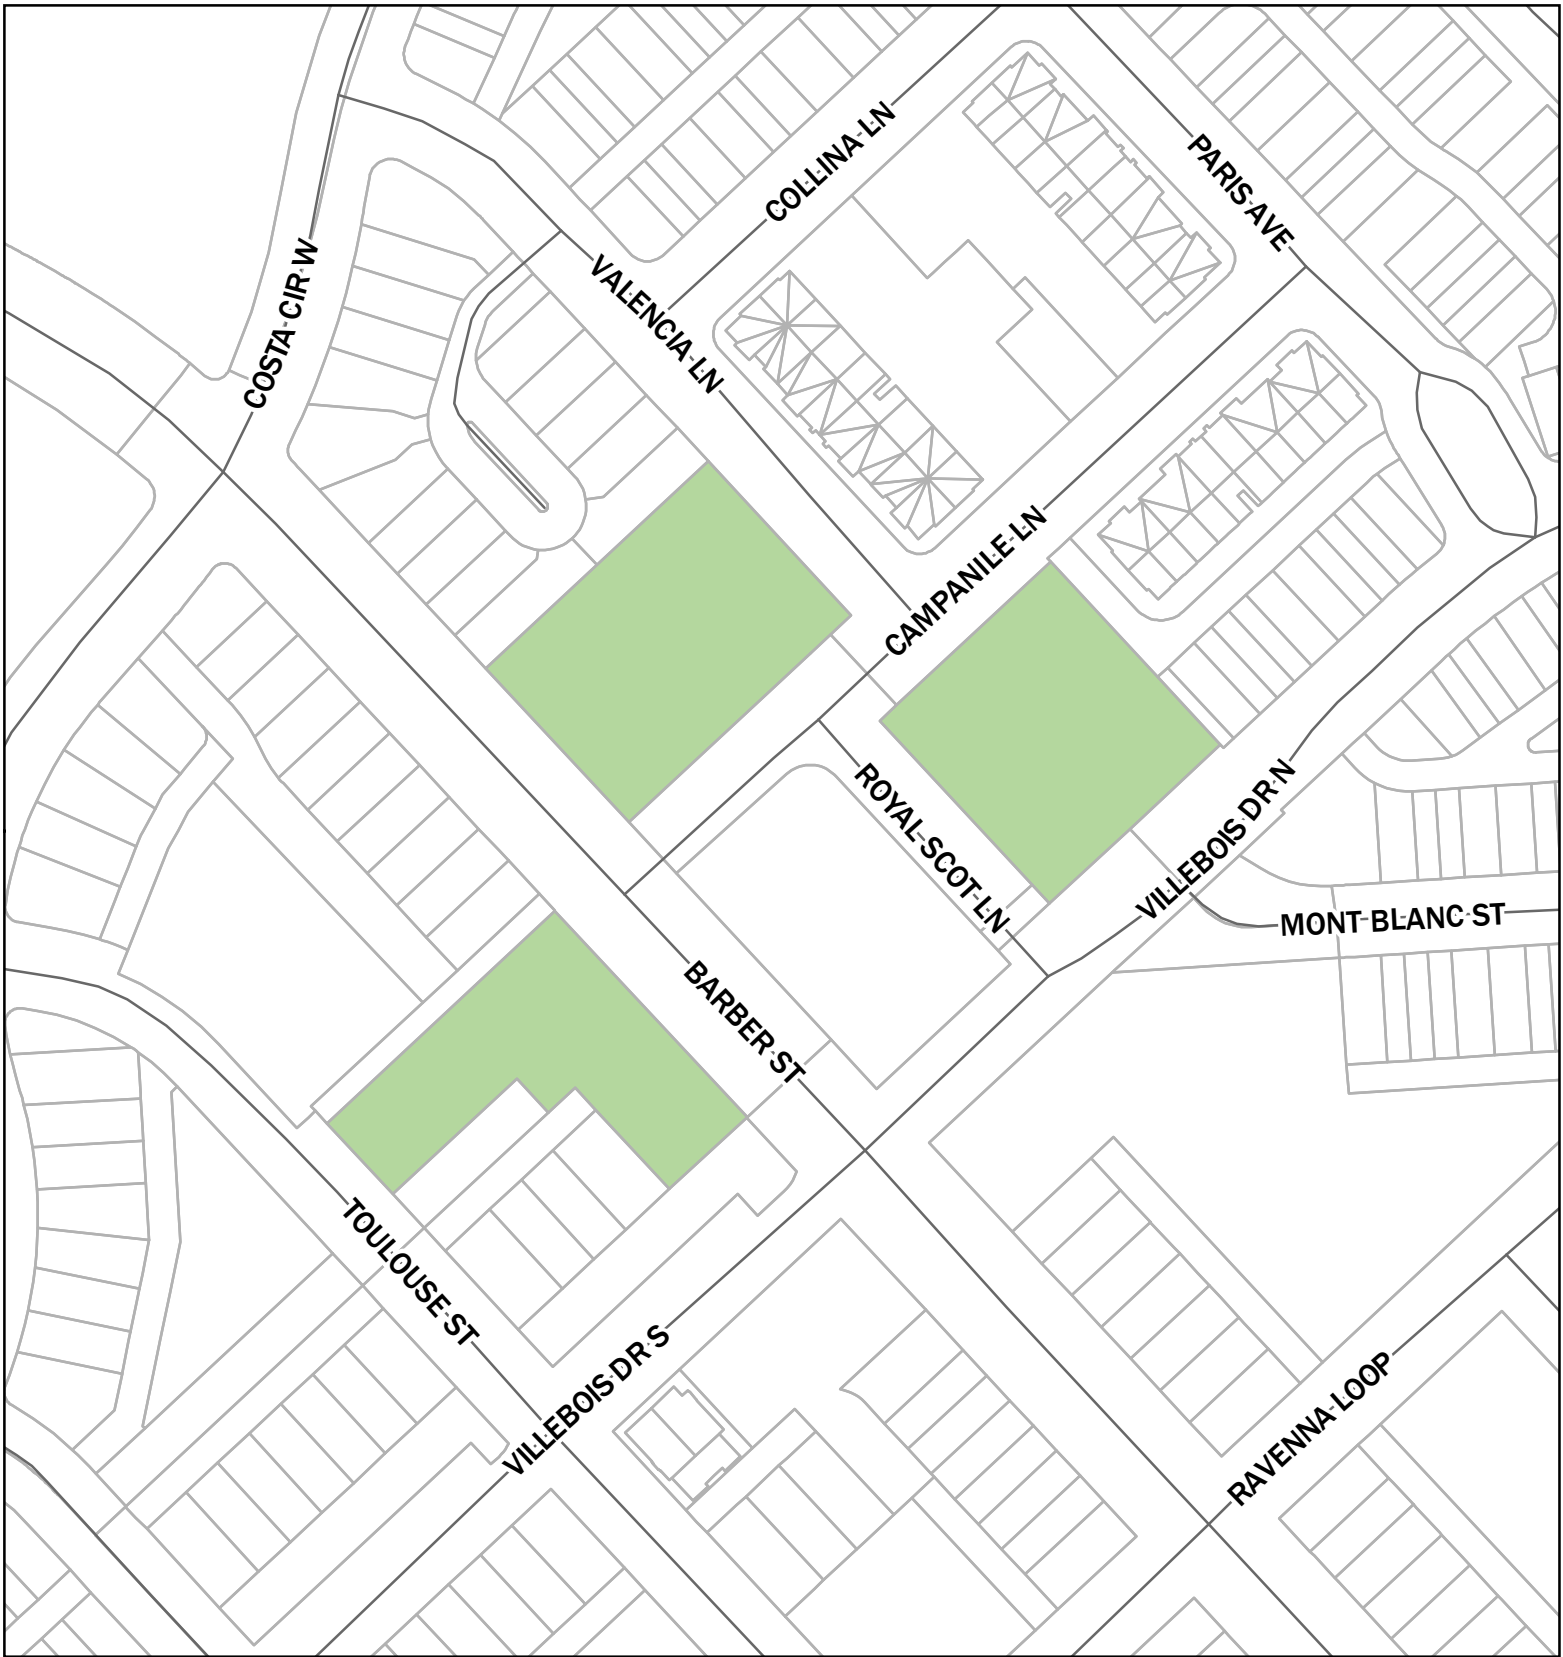 COLLINA LN
PARIS AVE
COSTA CIR W
VALENCIA LN
CAMPANILE LN
ROYAL SCOT LN
VILLEBOIS DR N
MONT BLANC ST
BARBER ST
TOULOUSE ST
VILLEBOIS DR S
RAVENNA LOOP